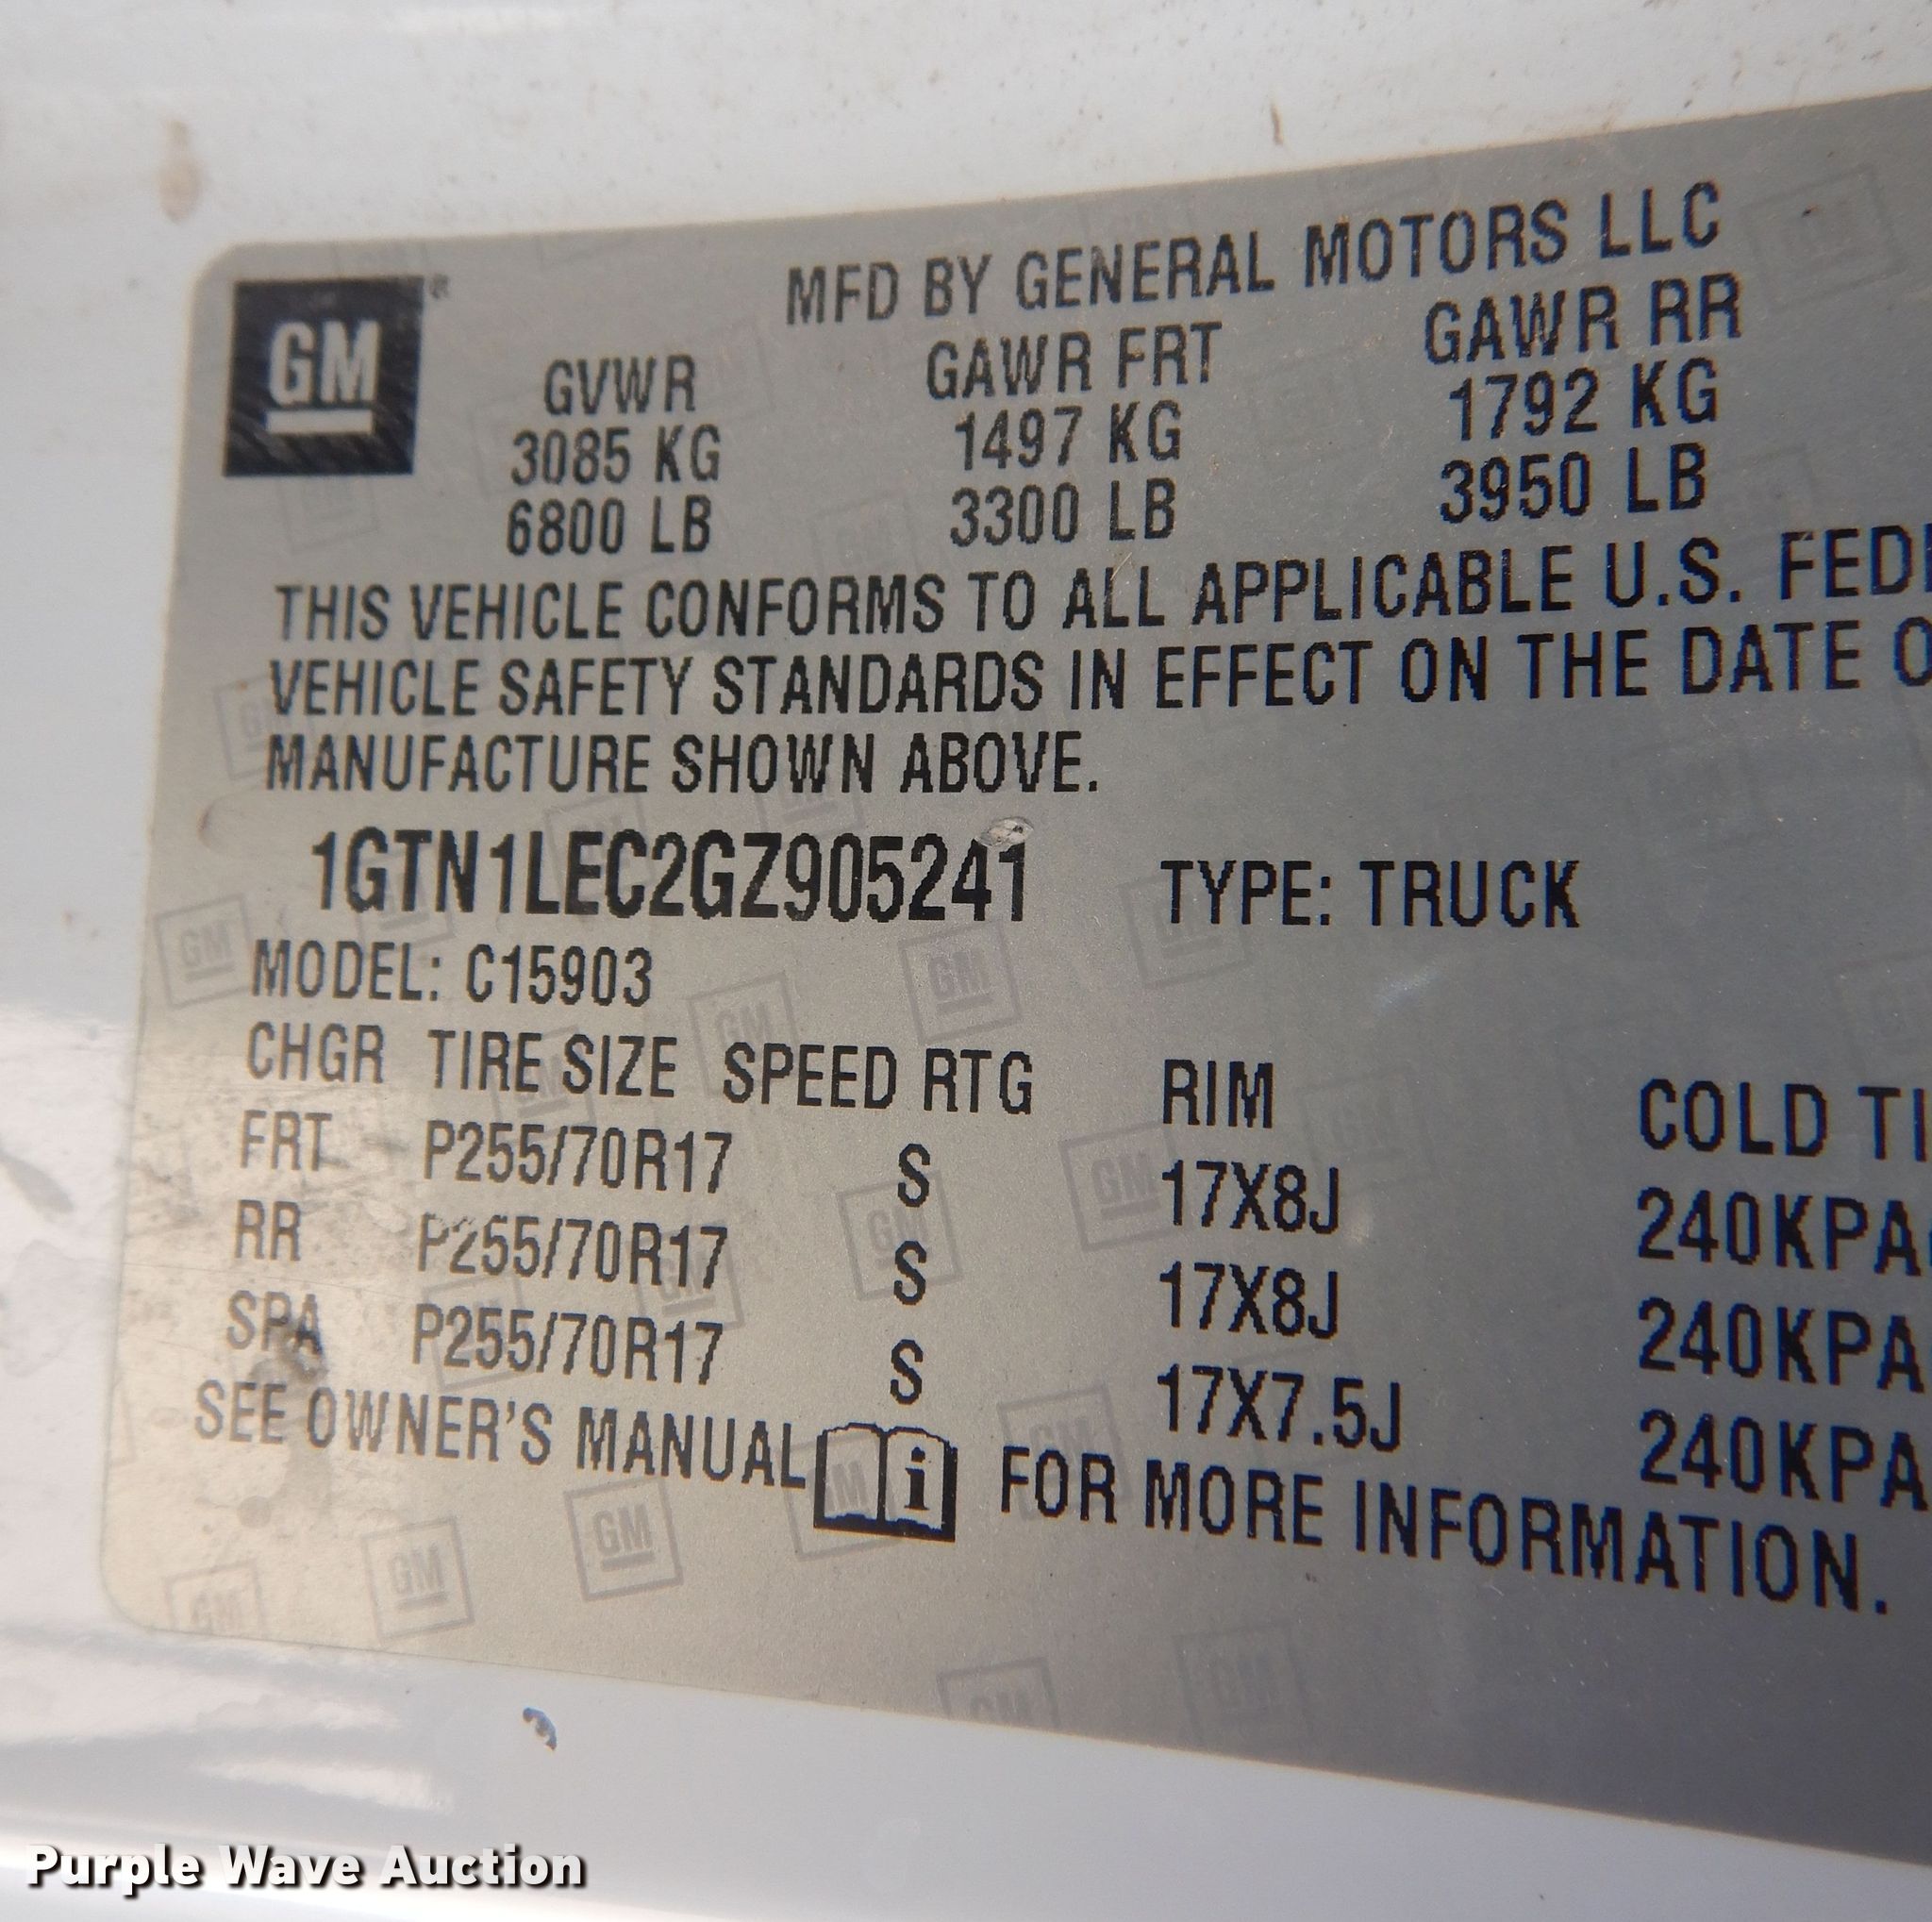 GM
MFD BY GENERAL MOTORS LLC
GVWR GAWR FRT GAWR RR
3085 KG 1497 KG 1792 KG
6800 LB 3300 LB 3950 LB
THIS VEHICLE CONFORMS TO ALL APPLICABLE U.S. FED
VEHICLE SAFETY STANDARDS IN EFFECT ON THE DATE O
MANUFACTURE SHOWN ABOVE.
1GTN1LEC2GZ905241 TYPE: TRUCK
MODEL: C15903
CHGR TIRE SIZE SPEED RTG RIM COLD TI
FRT P255/70R17 S 17X8J 240KPA
RR P255/70R17 S 17X8J 240KPA
SPA P255/70R17 S 17X7.5J 240KPA
SEE OWNER'S MANUAL i FOR MORE INFORMATION.
Purple Wave Auction